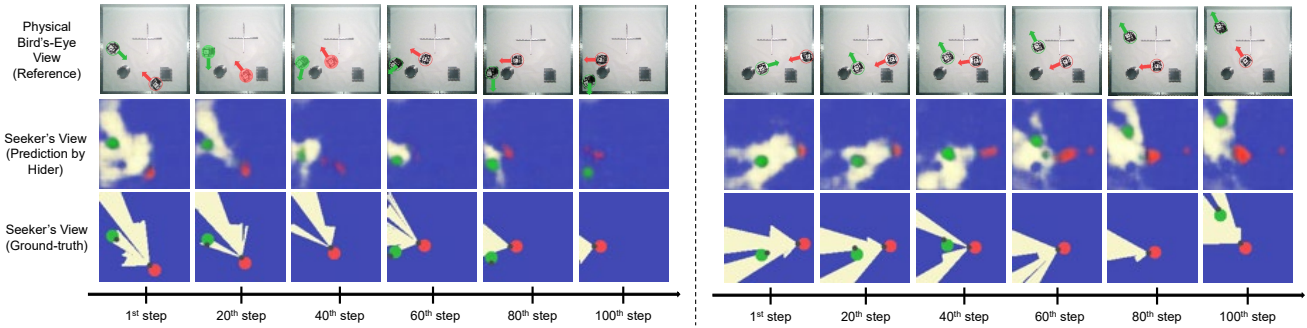 Physical
Bird's-Eye
View
(Reference)
Seeker's View
(Prediction by
Hider)
Seeker's View
(Ground-truth)
1st step
20th step
40th step
60th step
80th step
100th step
1st step
20th step
40th step
60th step
80th step
100th step